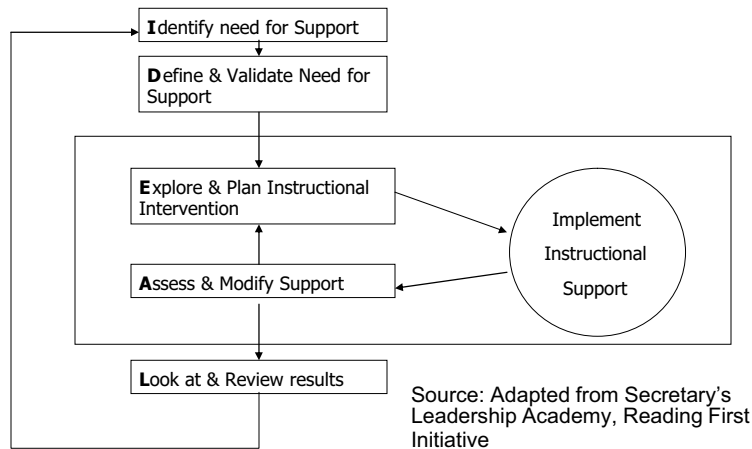 Identify need for Support
Define & Validate Need for
Support
Explore & Plan Instructional
Intervention
Implement
Instructional
Support
Assess & Modify Support
Look at & Review results
Source: Adapted from Secretary’s
Leadership Academy, Reading First
Initiative